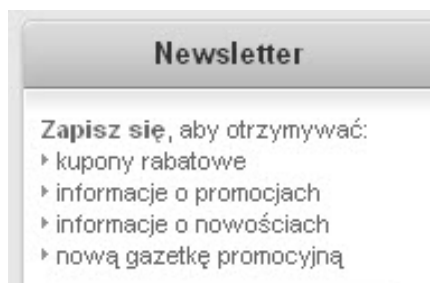 Newsletter
Zapisz się, aby otrzymywać:
kupony rabatowe
informacje o promocjach
informacje o nowościach
nową gazetkę promocyjną